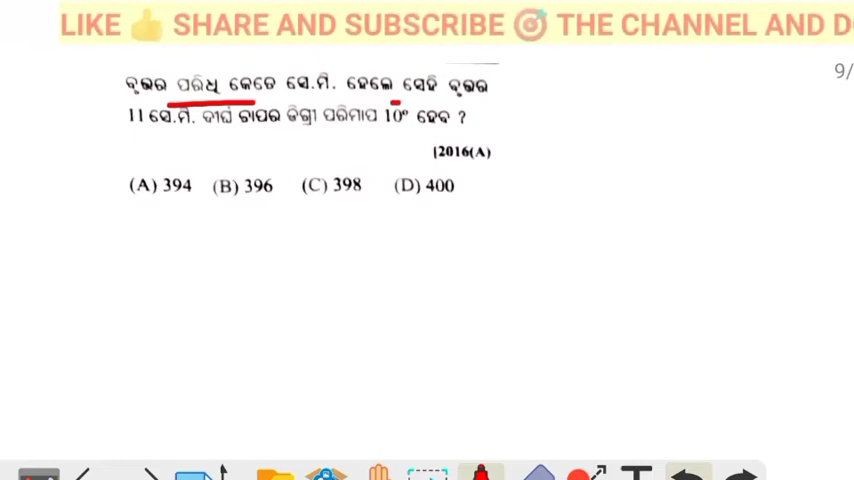 LIKE 👍 SHARE AND SUBSCRIBE 🎯 THE CHANNEL AND D
9/
ବୃତ୍ତର ପରିଧି କେତେ ସେ.ମି. ହେଲେ ସେହି ବୃତ୍ତର
11 ସେ.ମି. ଦୀର୍ଘ ଚାପର ଡିଗ୍ରୀ ପରିମାପ 10° ହେବ ?
[2016(A)
(A) 394 (B) 396 (C) 398 (D) 400